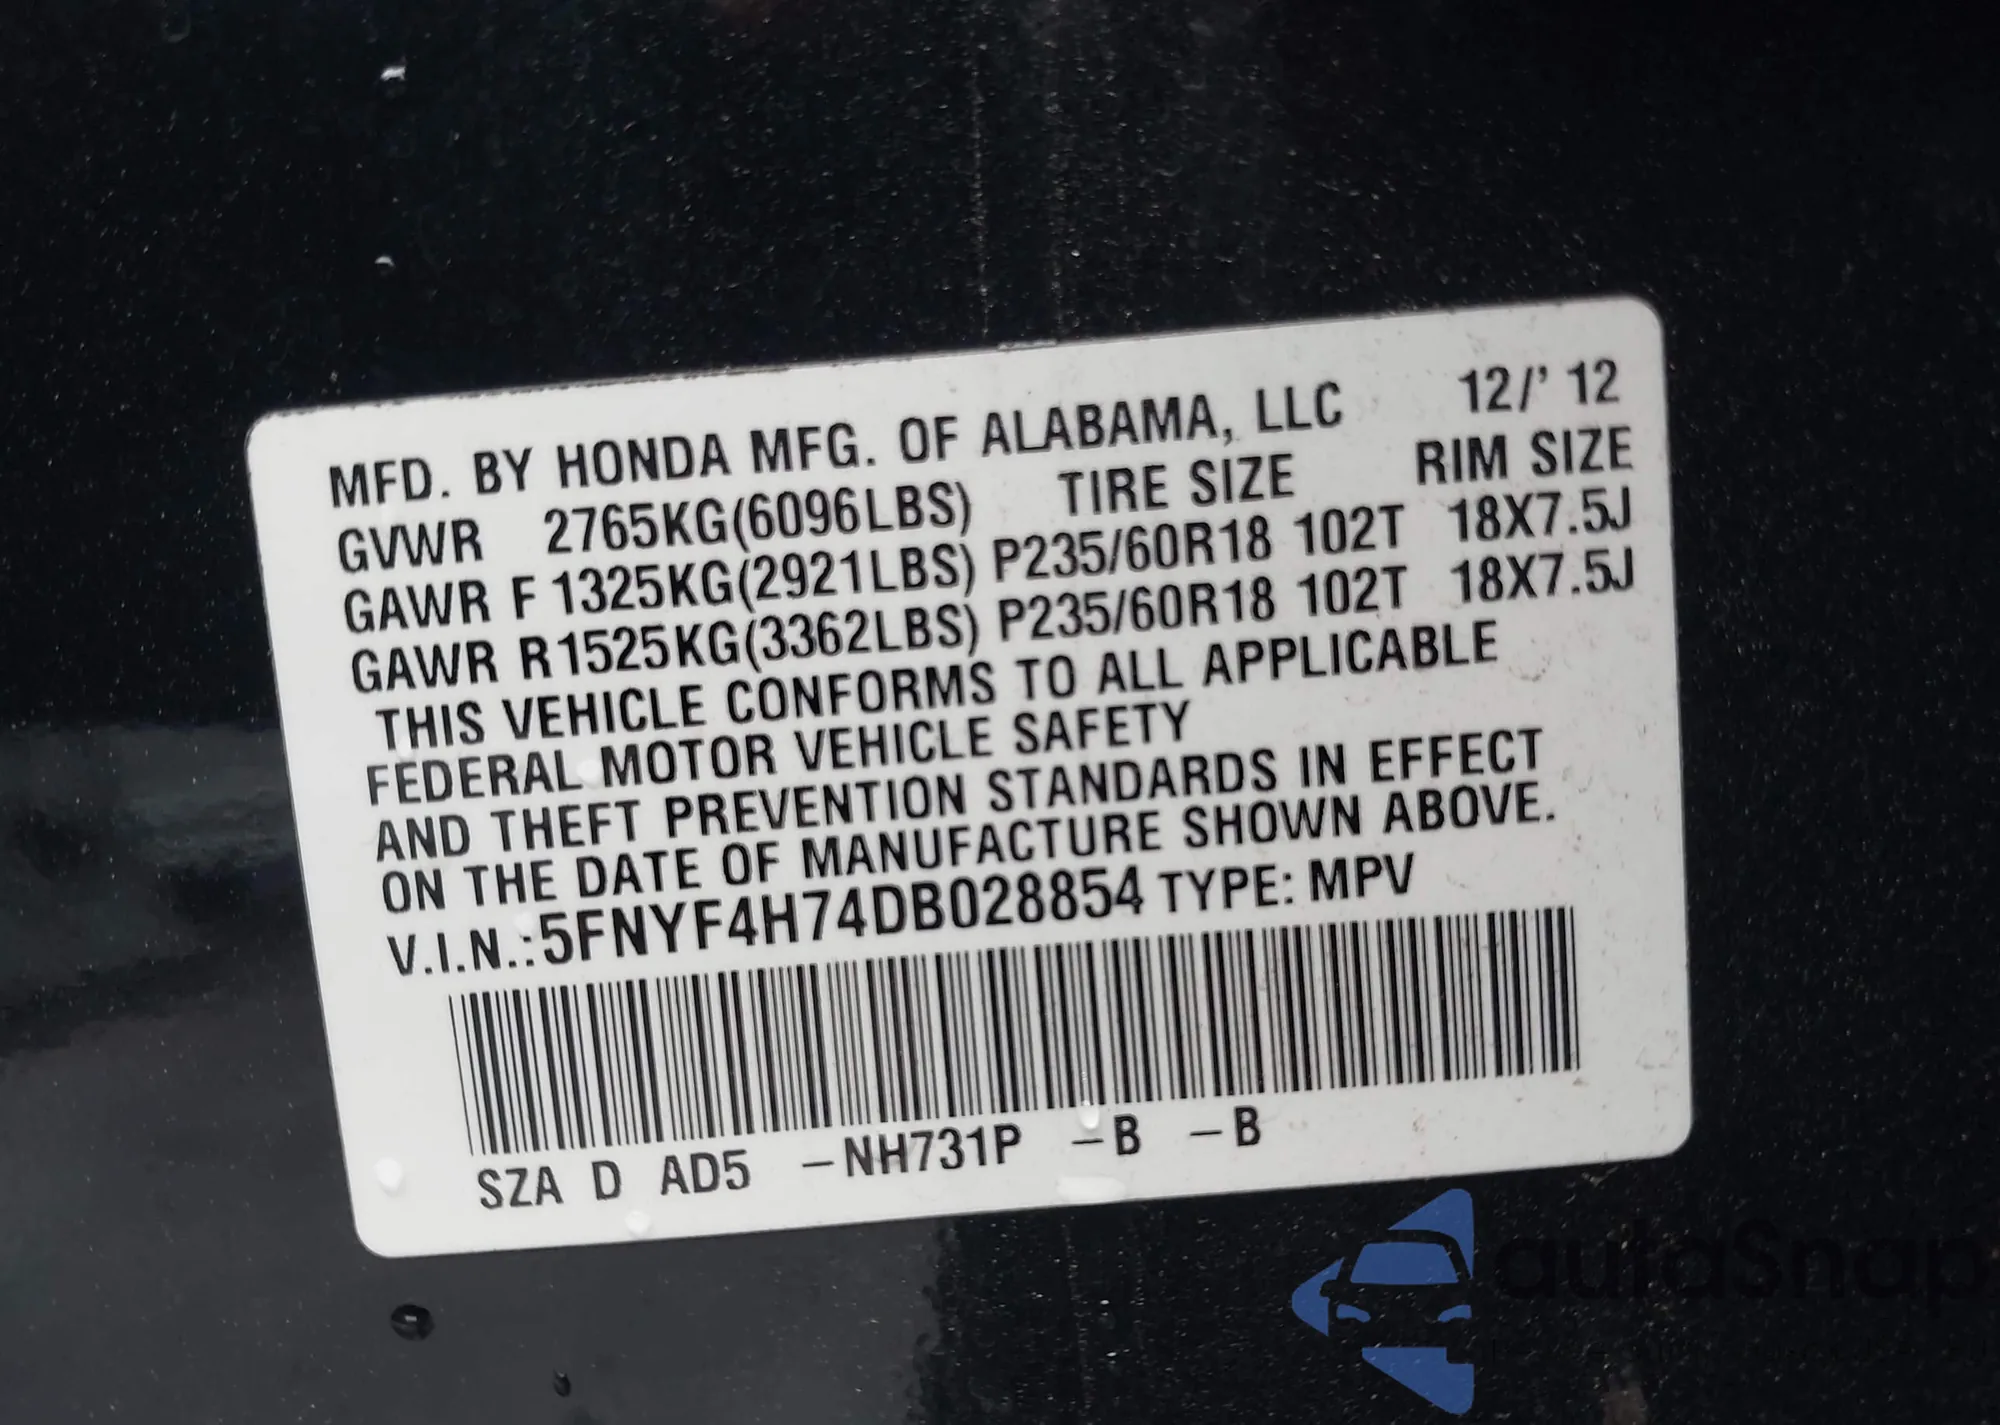 MFD. BY HONDA MFG. OF ALABAMA, LLC 12/' 12
GVWR 2765KG(6096LBS) TIRE SIZE RIM SIZE
GAWR F 1325KG(2921LBS) P235/60R18 102T 18X7.5J
GAWR R 1525KG(3362LBS) P235/60R18 102T 18X7.5J
THIS VEHICLE CONFORMS TO ALL APPLICABLE
FEDERAL MOTOR VEHICLE SAFETY
AND THEFT PREVENTION STANDARDS IN EFFECT
ON THE DATE OF MANUFACTURE SHOWN ABOVE.
V.I.N.:5FNYF4H74DB028854 TYPE: MPV
SZA D AD5 –NH731P –B –B
autaSnap